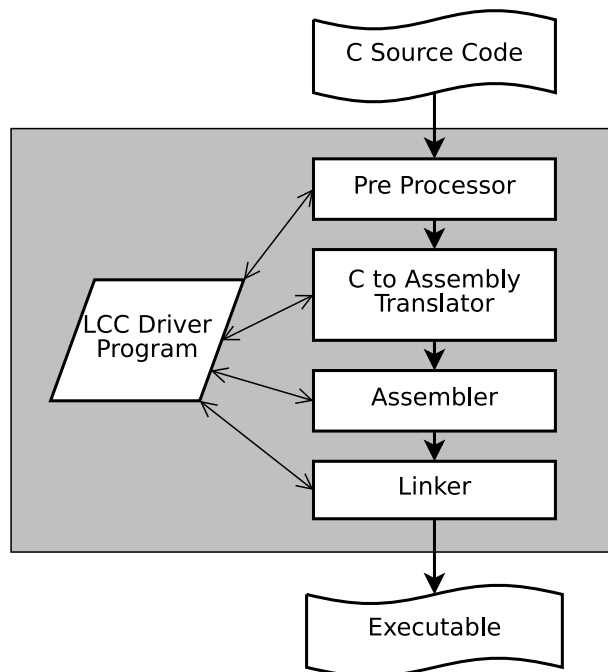 C Source Code
Pre Processor
C to Assembly
Translator
LCC Driver
Program
Assembler
Linker
Executable